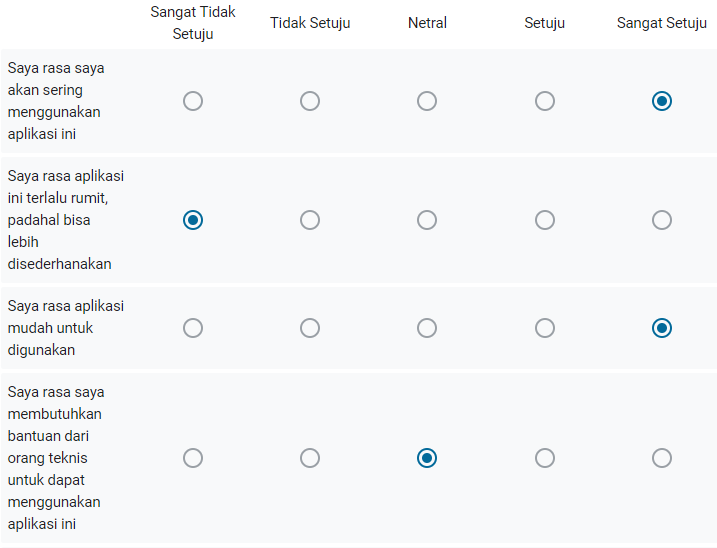 Sangat Tidak
Setuju
Tidak Setuju
Netral
Setuju
Sangat Setuju
Saya rasa saya
akan sering
menggunakan
aplikasi ini
Saya rasa aplikasi
ini terlalu rumit,
padahal bisa
lebih
disederhanakan
Saya rasa aplikasi
mudah untuk
digunakan
Saya rasa saya
membutuhkan
bantuan dari
orang teknis
untuk dapat
menggunakan
aplikasi ini